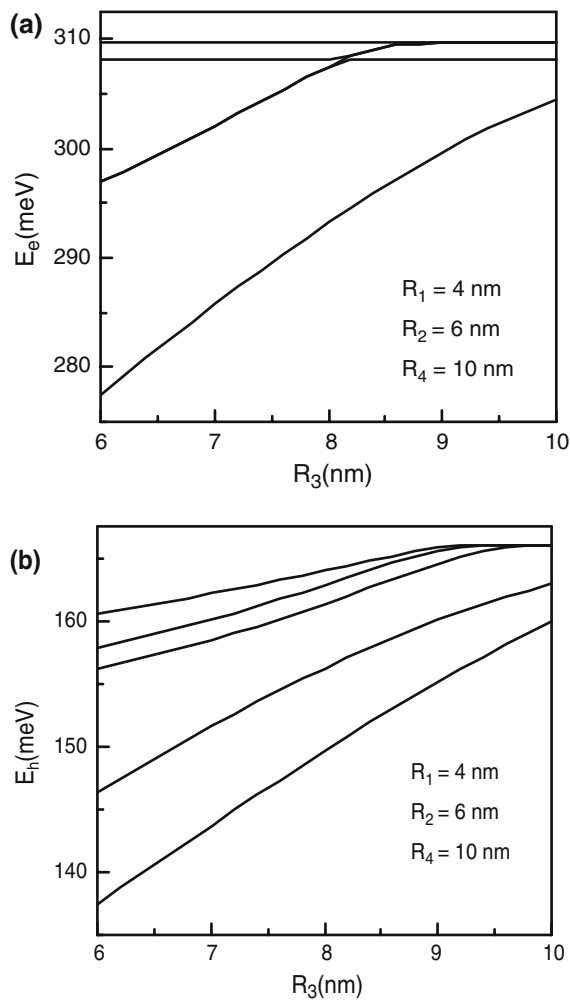 (a)
310
300
290
280
E_e(meV)
R_1 = 4 nm
R_2 = 6 nm
R_4 = 10 nm
6 7 8 9 10
R_3(nm)
(b)
160
150
140
E_h(meV)
R_1 = 4 nm
R_2 = 6 nm
R_4 = 10 nm
6 7 8 9 10
R_3(nm)